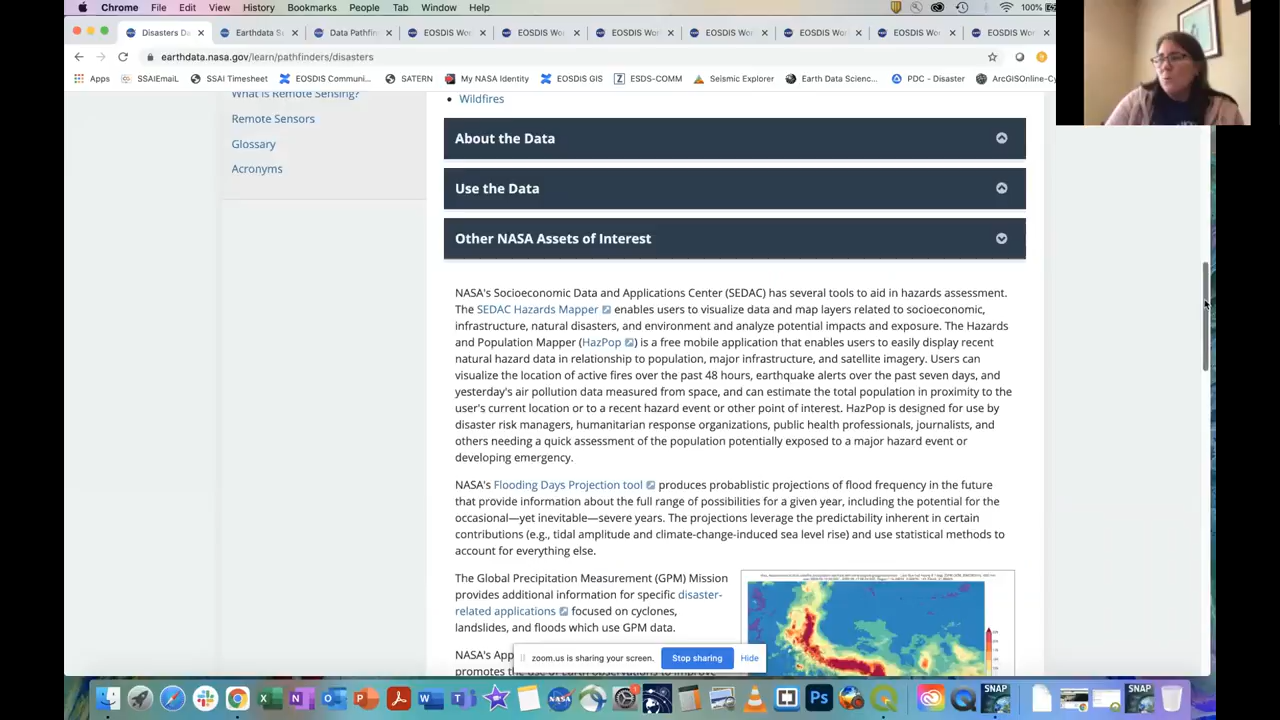 Chrome File Edit View History Bookmarks People Tab Window Help 100%
Disasters Da Earthdata S Data Pathfin EOSDIS Wor EOSDIS Wor EOSDIS Wor EOSDIS Wor EOSDIS Wor EOSDIS Wor EOSDIS Wor
earthdata.nasa.gov/learn/pathfinders/disasters
Apps SSAIEmaiL SSAI Timesheet EOSDIS Communi... SATERN My NASA Identity EOSDIS GIS ESDS-COMM Seismic Explorer Earth Data Scienc... PDC - Disaster ArcGISOnline-Cy
What is Remote Sensing?
Remote Sensors
Glossary
Acronyms
• Wildfires
About the Data
Use the Data
Other NASA Assets of Interest
NASA's Socioeconomic Data and Applications Center (SEDAC) has several tools to aid in hazards assessment.
The SEDAC Hazards Mapper enables users to visualize data and map layers related to socioeconomic,
infrastructure, natural disasters, and environment and analyze potential impacts and exposure. The Hazards
and Population Mapper (HazPop ) is a free mobile application that enables users to easily display recent
natural hazard data in relationship to population, major infrastructure, and satellite imagery. Users can
visualize the location of active fires over the past 48 hours, earthquake alerts over the past seven days, and
yesterday's air pollution data measured from space, and can estimate the total population in proximity to the
user's current location or to a recent hazard event or other point of interest. HazPop is designed for use by
disaster risk managers, humanitarian response organizations, public health professionals, journalists, and
others needing a quick assessment of the population potentially exposed to a major hazard event or
developing emergency.
NASA's Flooding Days Projection tool produces probablistic projections of flood frequency in the future
that provide information about the full range of possibilities for a given year, including the potential for the
occasional—yet inevitable—severe years. The projections leverage the predictability inherent in certain
contributions (e.g., tidal amplitude and climate-change-induced sea level rise) and use statistical methods to
account for everything else.
The Global Precipitation Measurement (GPM) Mission
provides additional information for specific disaster-
related applications focused on cyclones,
landslides, and floods which use GPM data.
NASA's App
zoom.us is sharing your screen. Stop sharing Hide
SNAP SNAP